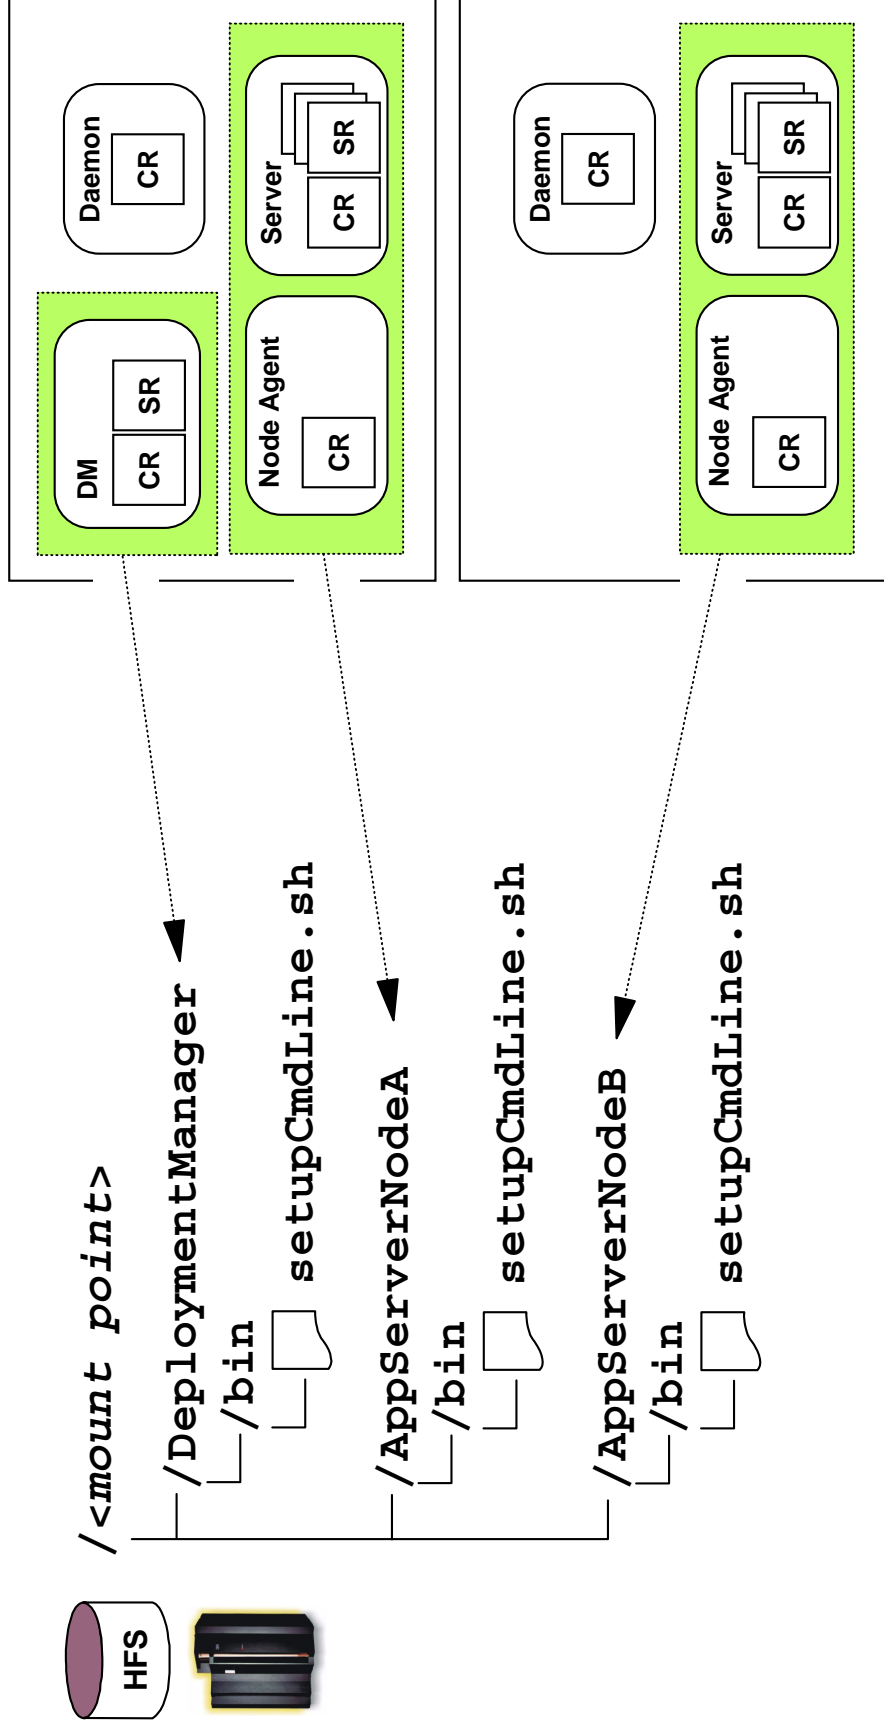 HFS
/<mount point>
/DeploymentManager
/bin
setupCmdLine.sh
/AppServerNodeA
/bin
setupCmdLine.sh
/AppServerNodeB
/bin
setupCmdLine.sh
DM
CR
SR
Daemon
CR
Node Agent
CR
Server
CR
SR
Daemon
CR
Node Agent
CR
Server
CR
SR